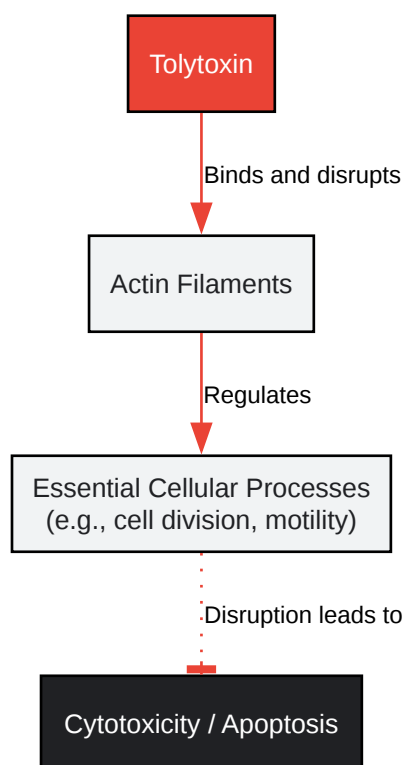 Tolytoxin
Binds and disrupts
Actin Filaments
Regulates
Essential Cellular Processes
(e.g., cell division, motility)
Disruption leads to
Cytotoxicity / Apoptosis